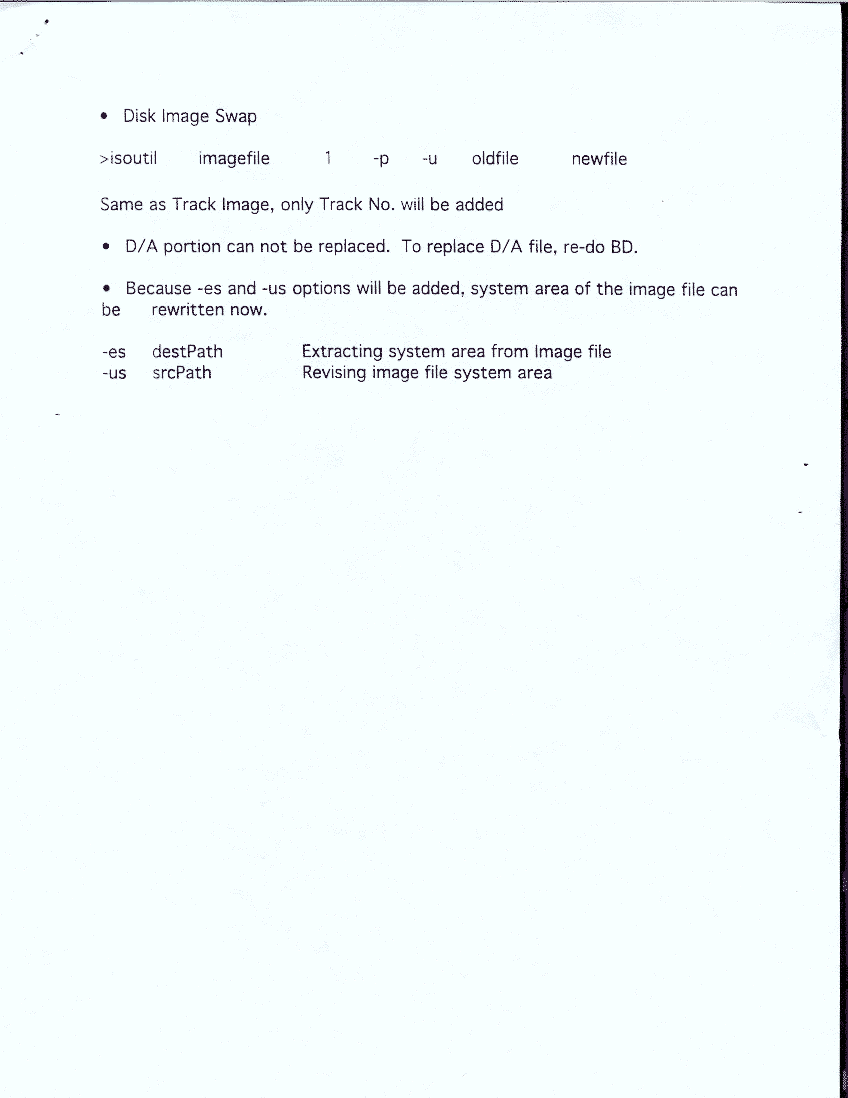 • Disk Image Swap
>isoutil imagefile 1 -p -u oldfile newfile
Same as Track Image, only Track No. will be added
• D/A portion can not be replaced. To replace D/A file, re-do BD.
• Because -es and -us options will be added, system area of the image file can
be rewritten now.
-es destPath Extracting system area from Image file
-us srcPath Revising image file system area